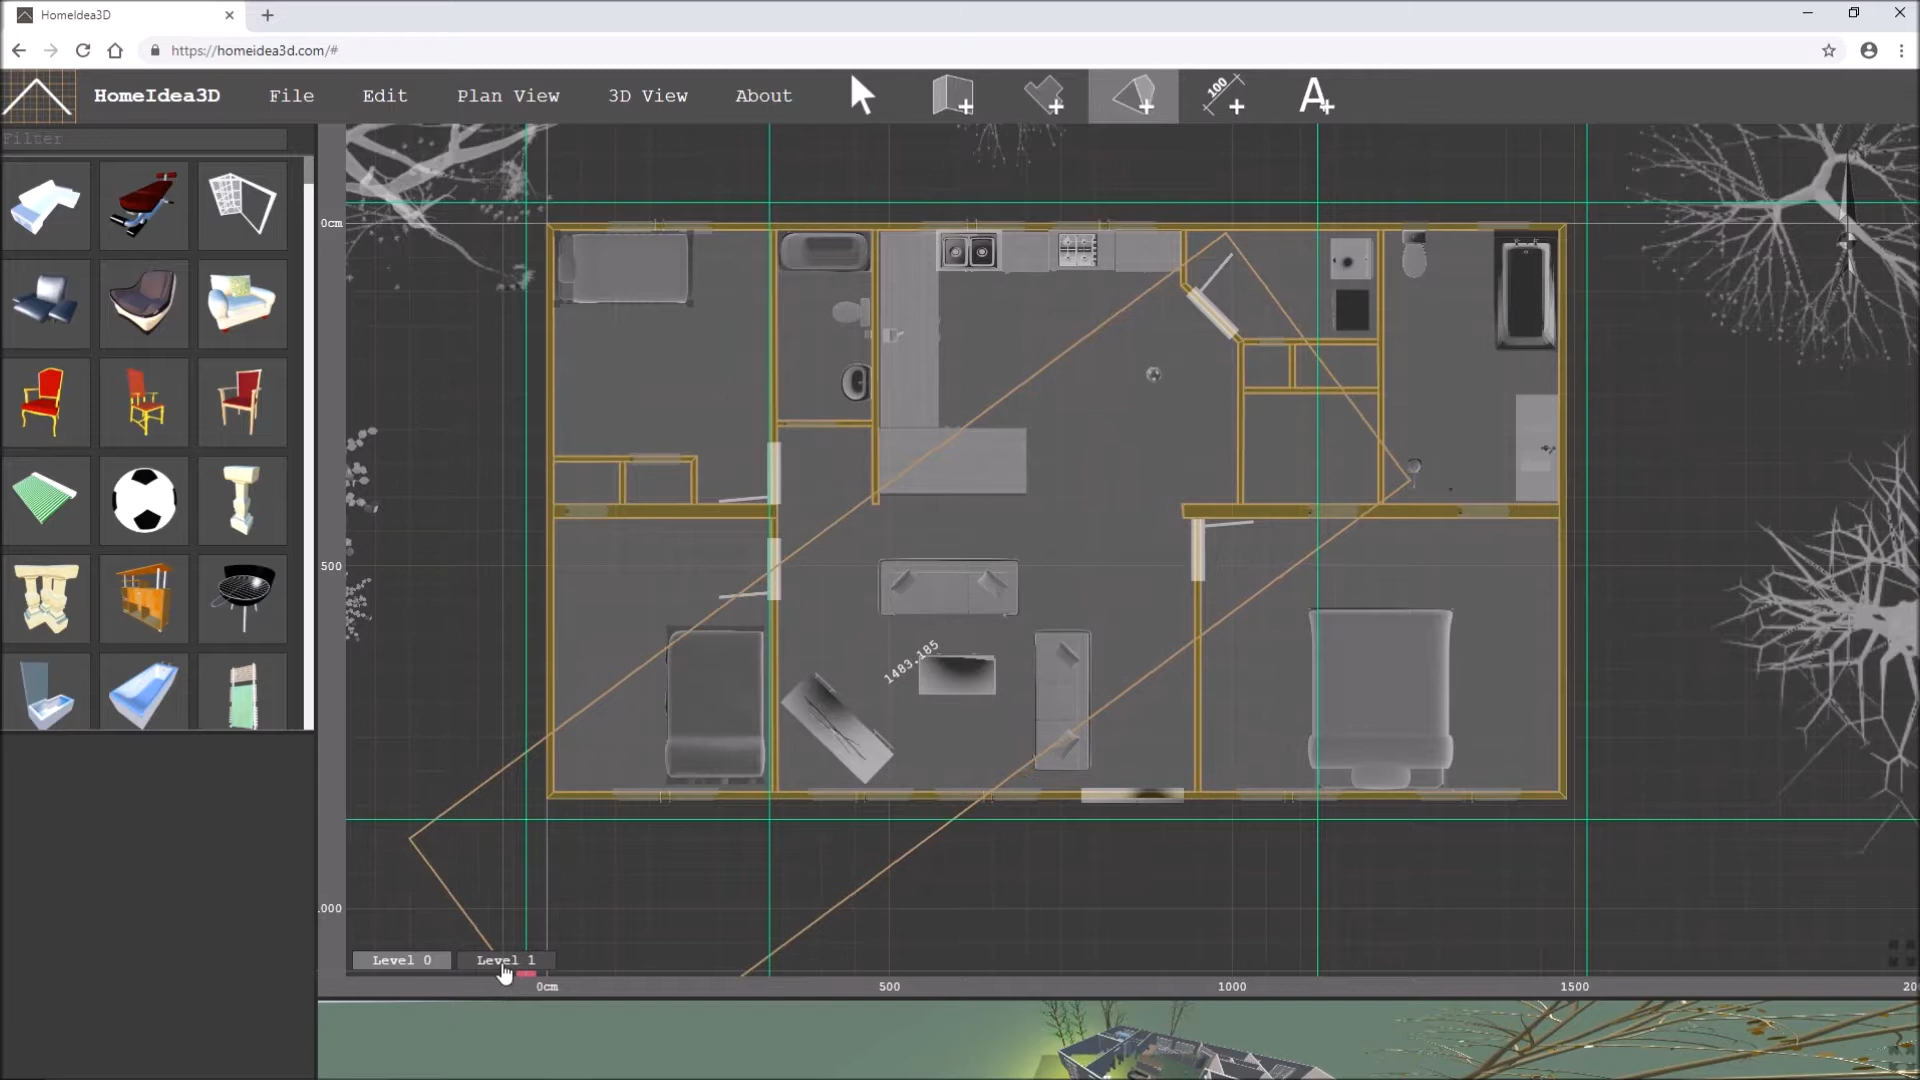 HomeIdea3D
https://homeidea3d.com/#
HomeIdea3D File Edit Plan View 3D View About
100
A
Filter
0cm
500
1483.185
000
Level 0 Level 1
0cm 500 1000 1500 20